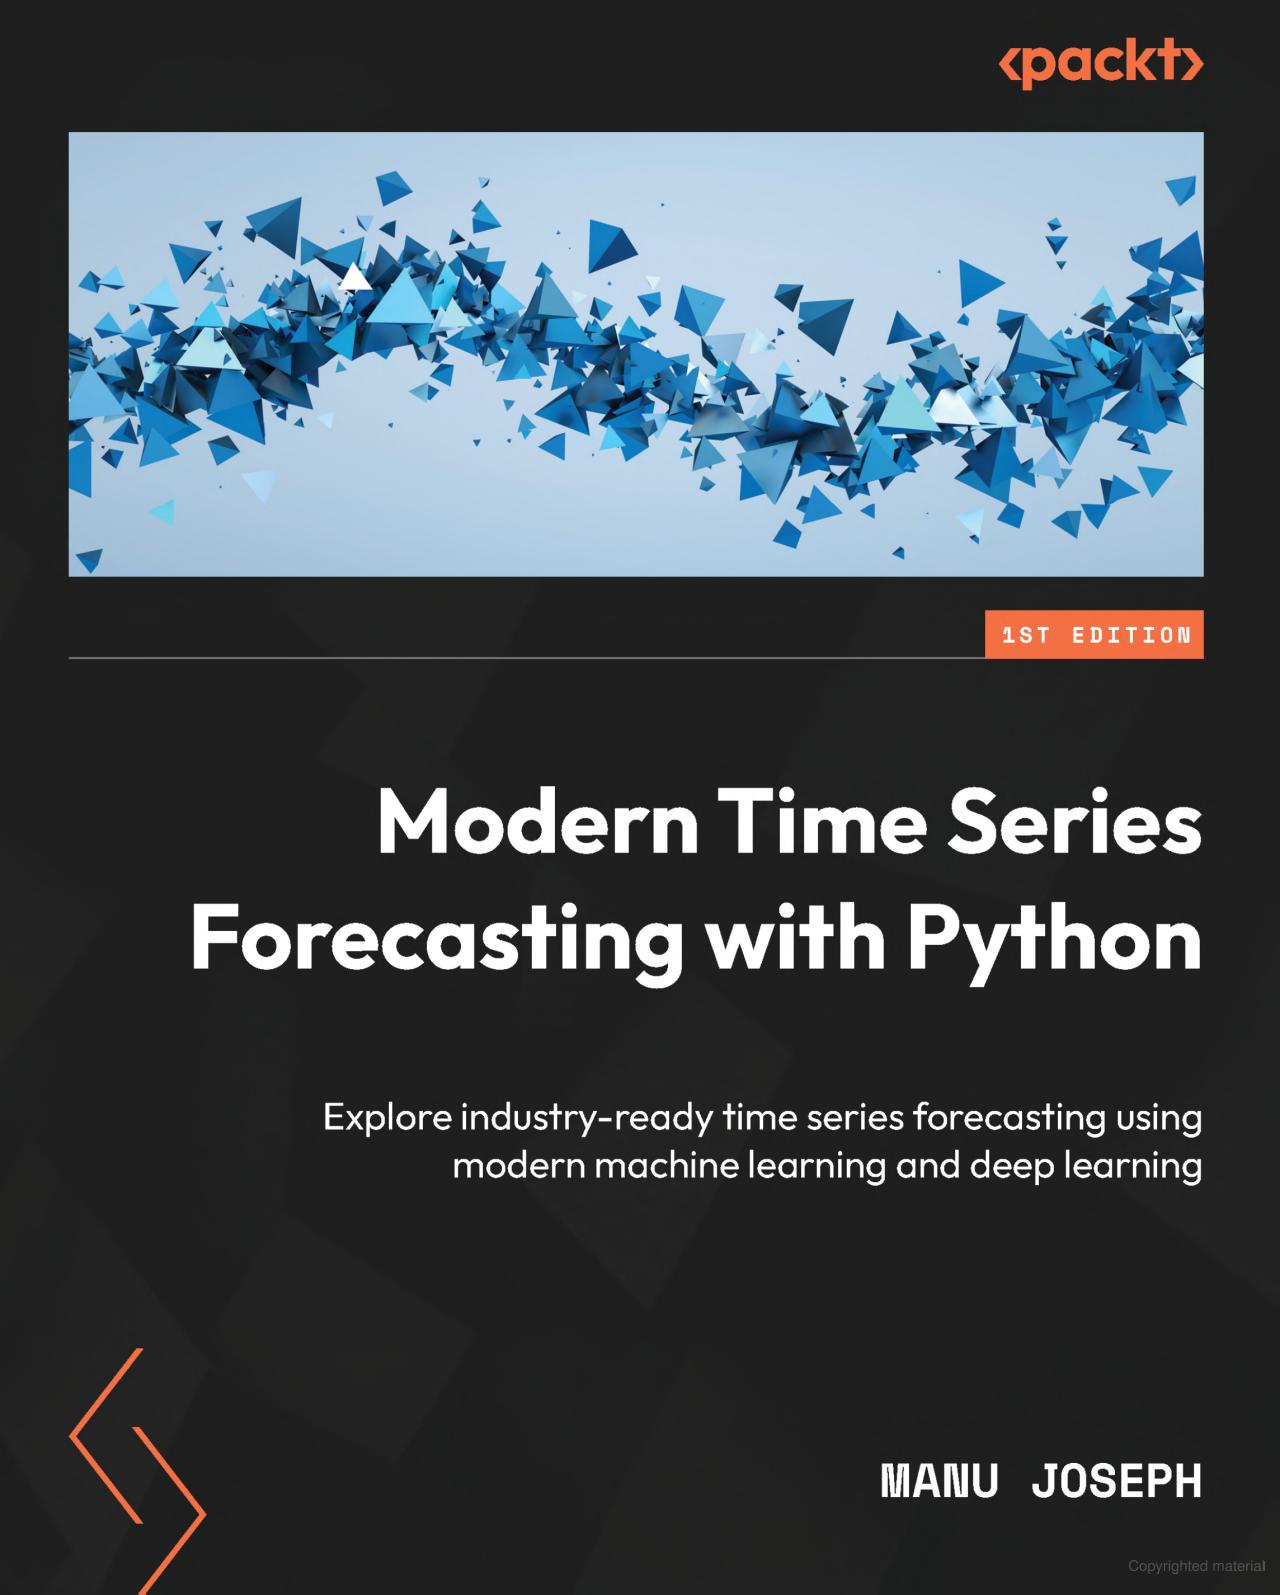 <packt>
1ST EDITION
Modern Time Series
Forecasting with Python
Explore industry-ready time series forecasting using
modern machine learning and deep learning
MANU JOSEPH
Copyrighted material